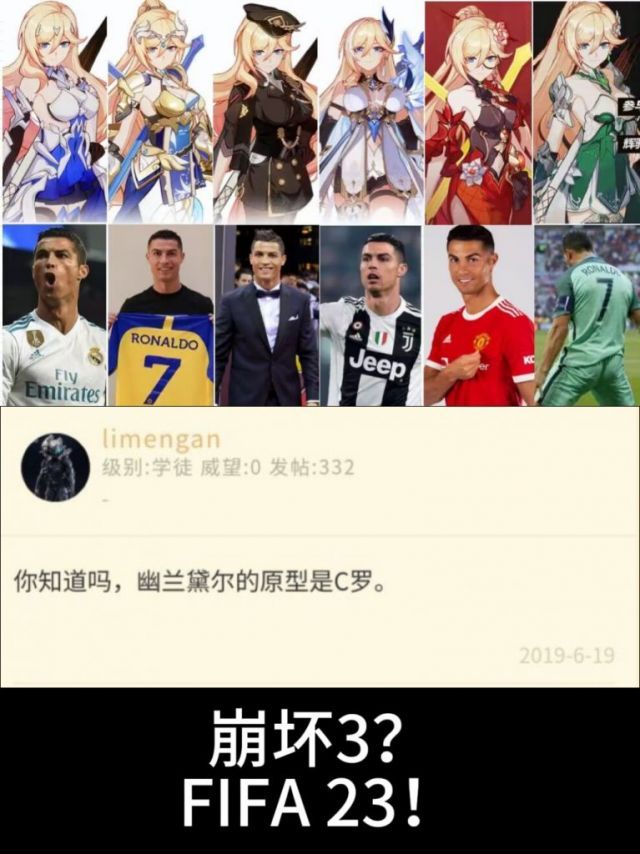 参
辉
Fly
Emirates
RONALDO
7
Jeep
RONALDO
7
limengan
级别:学徒 威望:0 发帖:332
-
你知道吗，幽兰黛尔的原型是C罗。
2019-6-19
崩坏3？
FIFA 23！